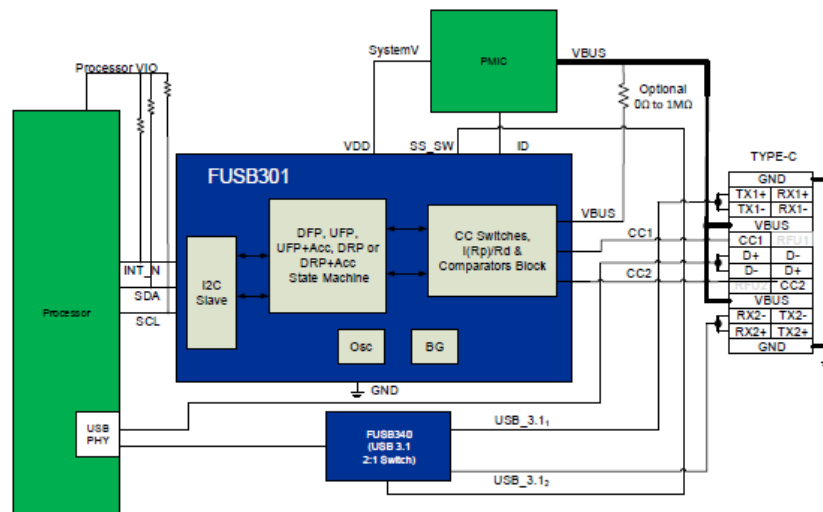 SystemV
PMIC
VBUS
Processor VIO
Optional
0Ω to 1MΩ
VDD
SS_SW
ID
TYPE-C
FUSB301
GND
TX1+ RX1+
TX1- RX1-
VBUS
CC1 RFU1
D+ D-
D- D+
RFU2 CC2
VBUS
RX2- TX2-
RX2+ TX2+
GND
VBUS
CC1
CC2
DFP, UFP,
UFP+Acc, DRP or
DRP+Acc
State Machine
CC Switches,
I(Rp)/Rd &
Comparators Block
I2C
Slave
INT_N
SDA
SCL
Processor
Osc
BG
GND
USB
PHY
FUSB340
(USB 3.1
2:1 Switch)
USB_3.1₁
USB_3.1₂